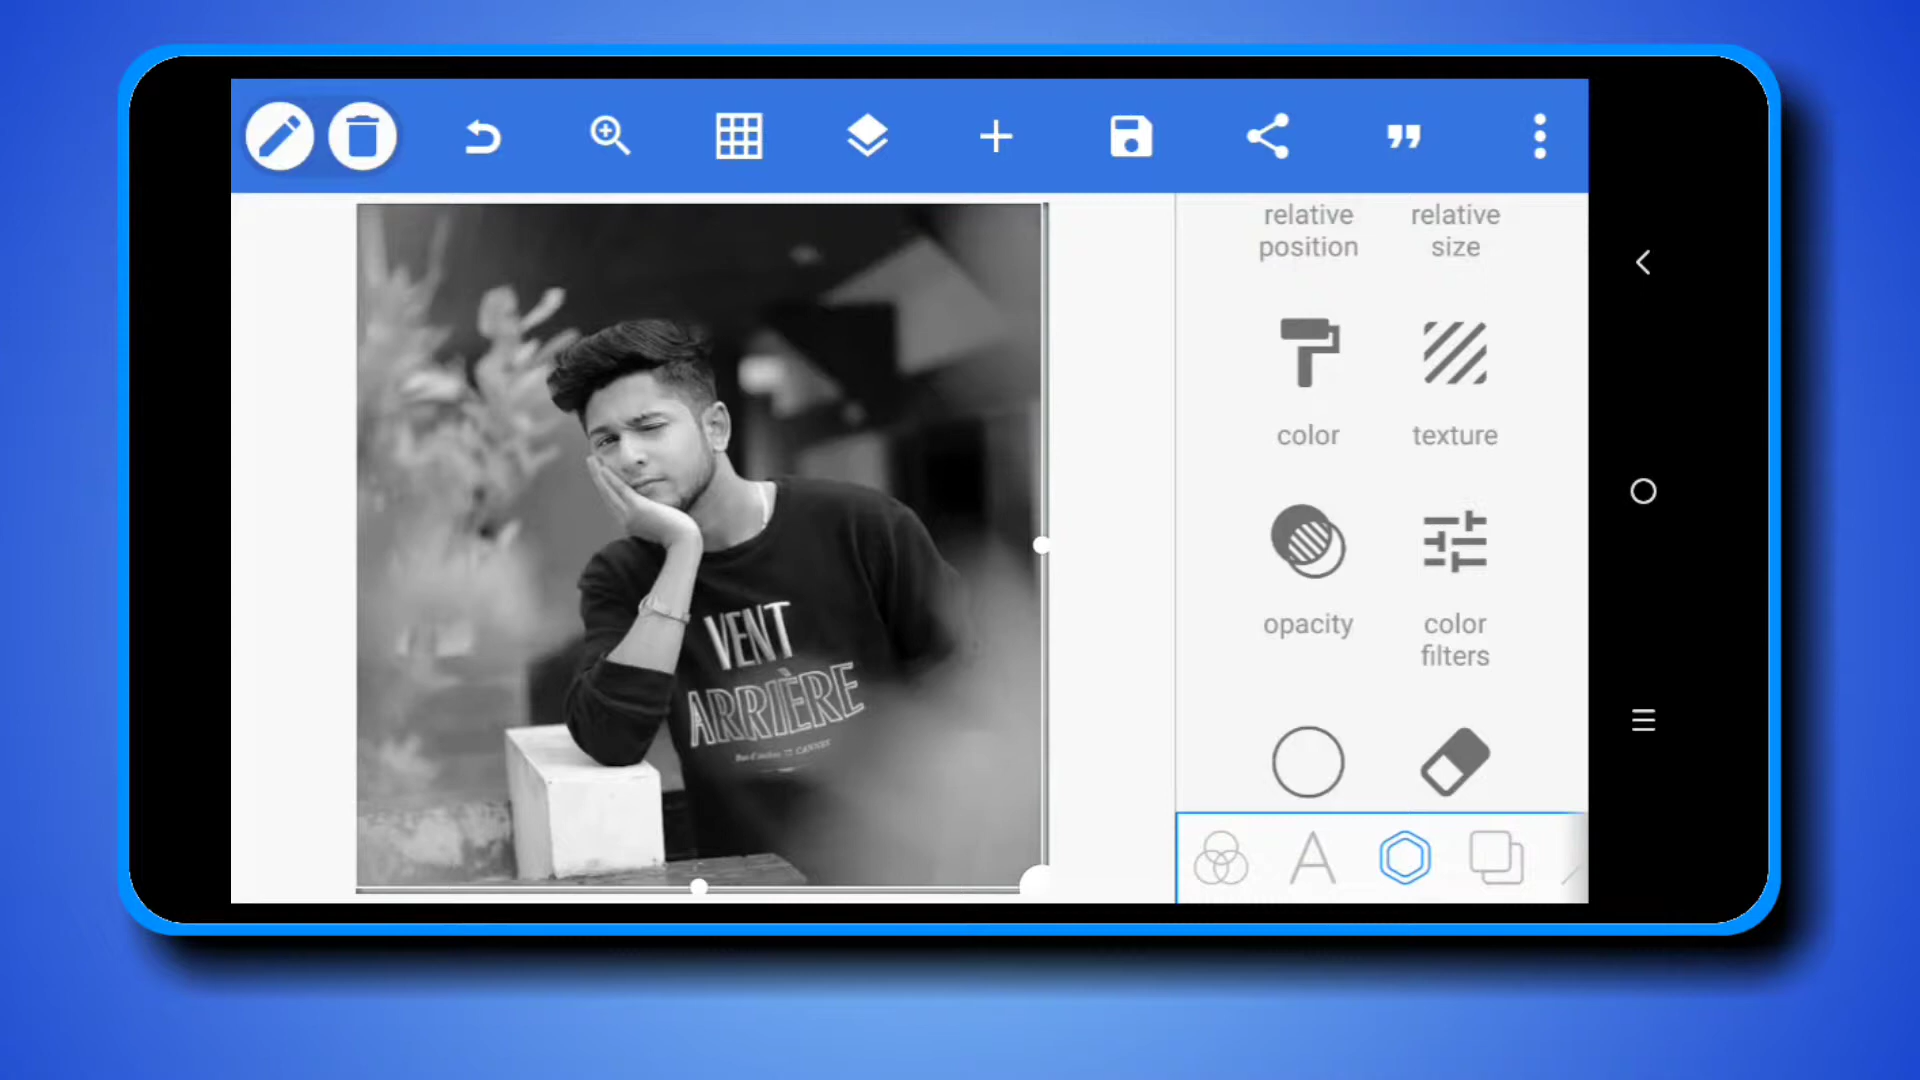 relative
position
relative
size
color
texture
opacity
color
filters
VENT
ARRIÈRE
A